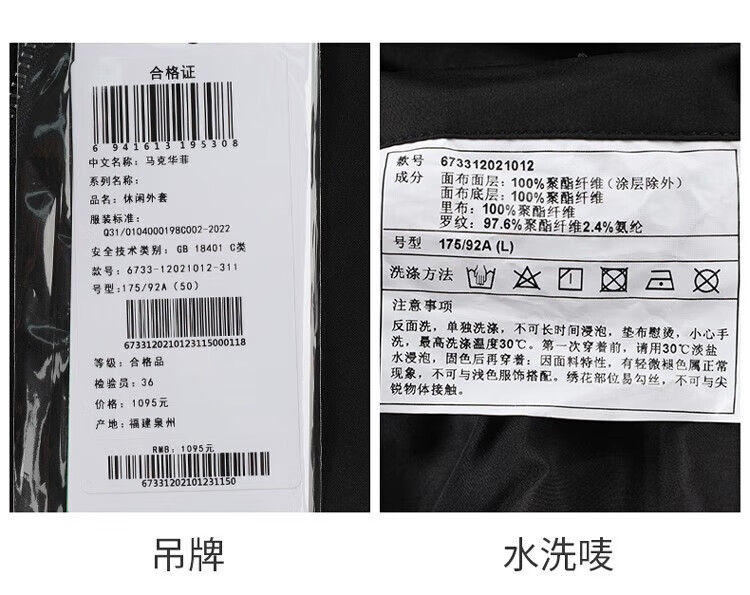 合格证
6 941613 195308
中文名称：马克华菲
系列名称：
品名：休闲外套
服装标准：
Q31/0104000198C002-2022
安全技术类别：GB 18401 C类
款号：6733-12021012-311
号型：175/92A（50）
67331202101231150001​18
等级：合格品
检验员：36
价格：1095元
产地：福建泉州
RMB：1095元
67331202101231150
吊牌
款号 673312021012
成分 面布面层：100%聚酯纤维（涂层除外）
面布底层：100%聚酯纤维
里布：100%聚酯纤维
罗纹：97.6%聚酯纤维2.4%氨纶
号型 175/92A (L)
洗涤方法
注意事项
反面洗，单独洗涤，不可长时间浸泡，垫布熨烫，小心手
洗，最高洗涤温度30℃。第一次穿着前，请用30℃淡盐
水浸泡，固色后再穿着：因面料特性，有轻微褪色属正常
现象，不可与浅色服饰搭配。绣花部位易勾丝，不可与尖
锐物体接触。
水洗唛